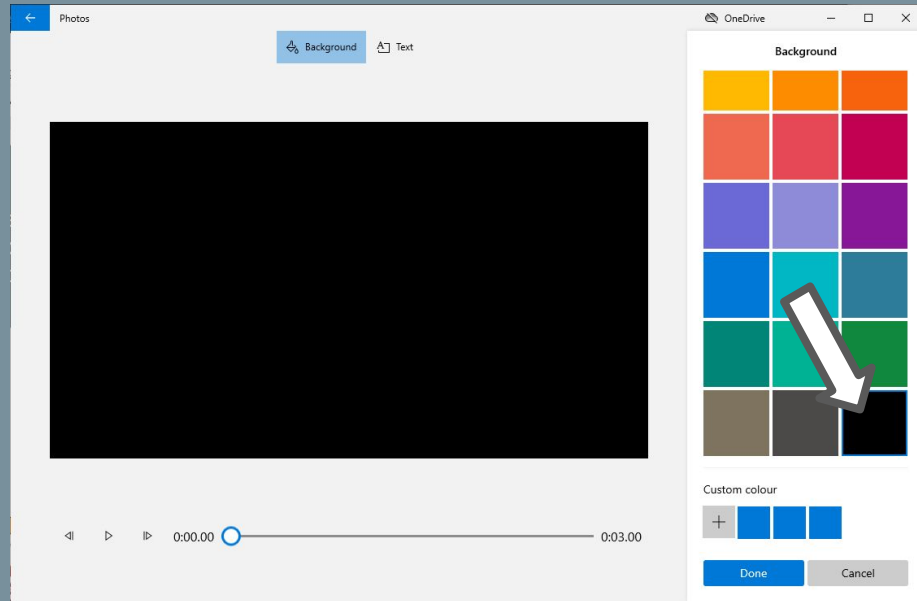 Photos
OneDrive
Background
Text
Background
0:00.00
0:03.00
Custom colour
Done
Cancel